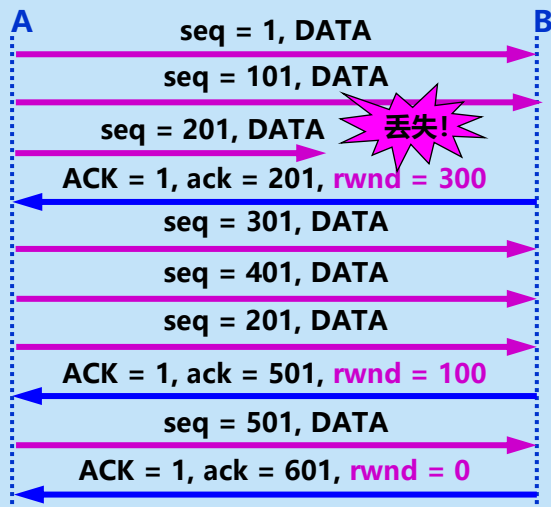 A B
seq = 1, DATA
seq = 101, DATA
seq = 201, DATA 丢失!
ACK = 1, ack = 201, rwnd = 300
seq = 301, DATA
seq = 401, DATA
seq = 201, DATA
ACK = 1, ack = 501, rwnd = 100
seq = 501, DATA
ACK = 1, ack = 601, rwnd = 0